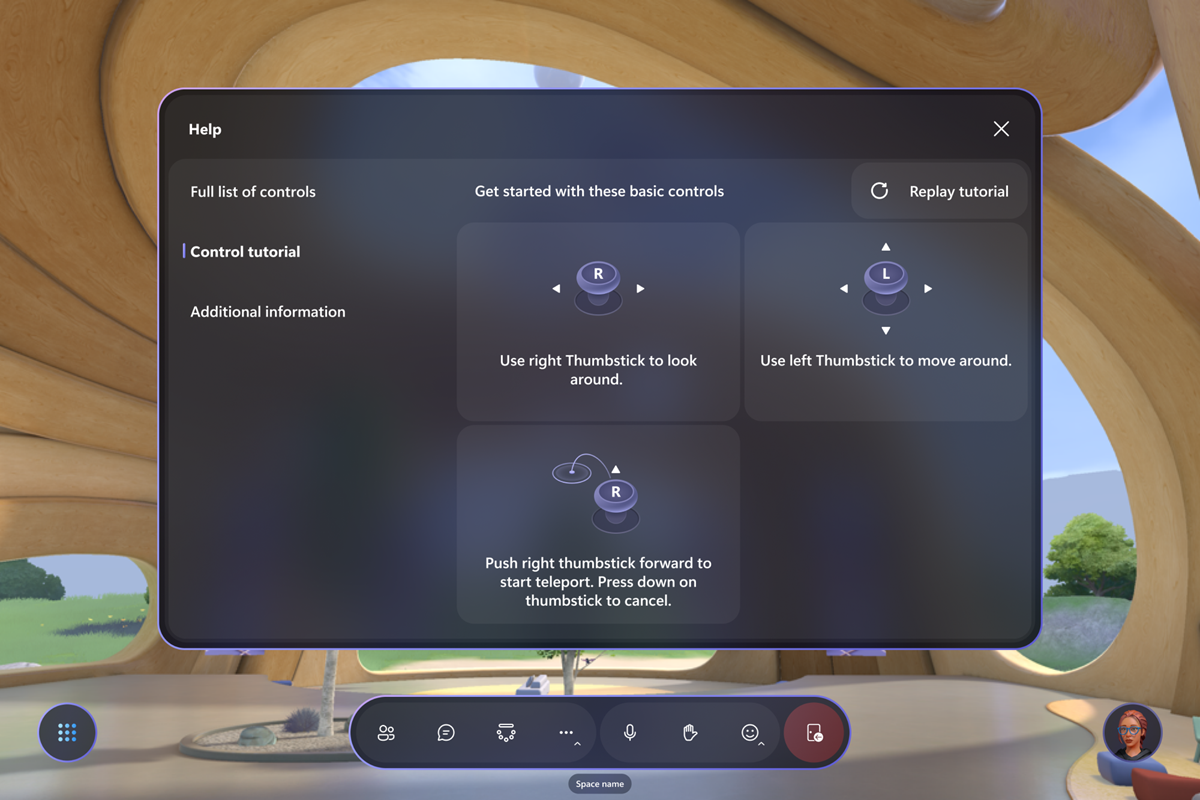 Help
Full list of controls
Control tutorial
Additional information
Get started with these basic controls
Replay tutorial
R
Use right Thumbstick to look
around.
L
Use left Thumbstick to move around.
R
Push right thumbstick forward to
start teleport. Press down on
thumbstick to cancel.
Space name